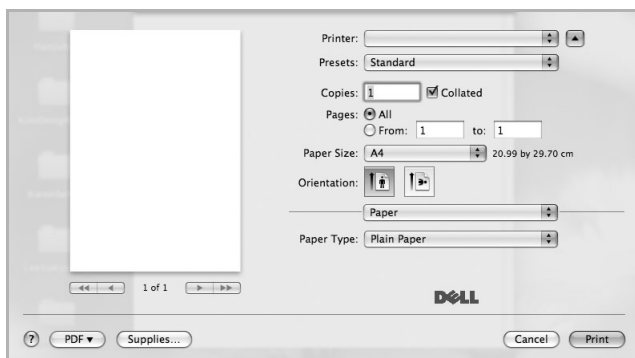 Printer:
Presets: Standard
Copies: 1 Collated
Pages: All
From: 1 to: 1
Paper Size: A4 20.99 by 29.70 cm
Orientation:
Paper
Paper Type: Plain Paper
1 of 1
DELL
? PDF Supplies... Cancel Print